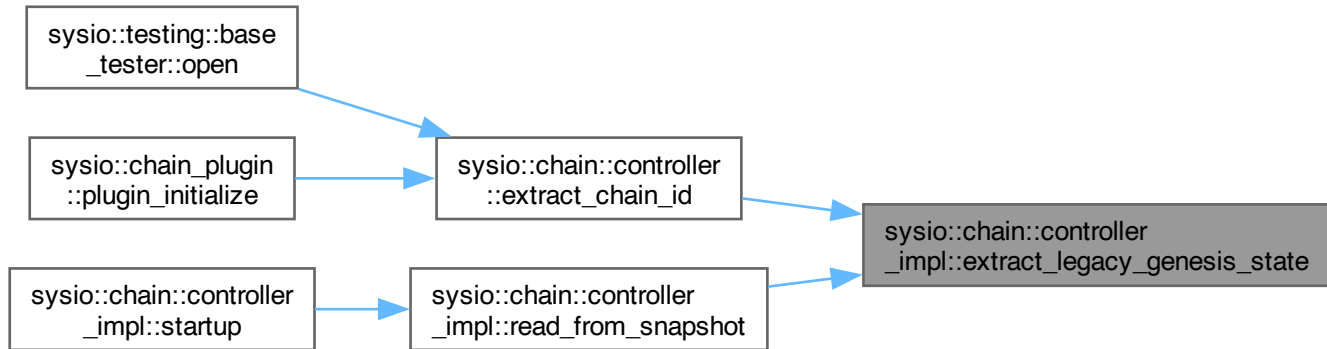 sysio::testing::base
_tester::open
sysio::chain_plugin
::plugin_initialize
sysio::chain::controller
::extract_chain_id
sysio::chain::controller
_impl::extract_legacy_genesis_state
sysio::chain::controller
_impl::startup
sysio::chain::controller
_impl::read_from_snapshot